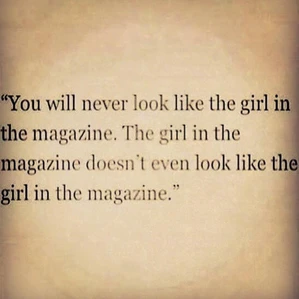 “You will never look like the girl in
the magazine. The girl in the
magazine doesn't even look like the
girl in the magazine.”